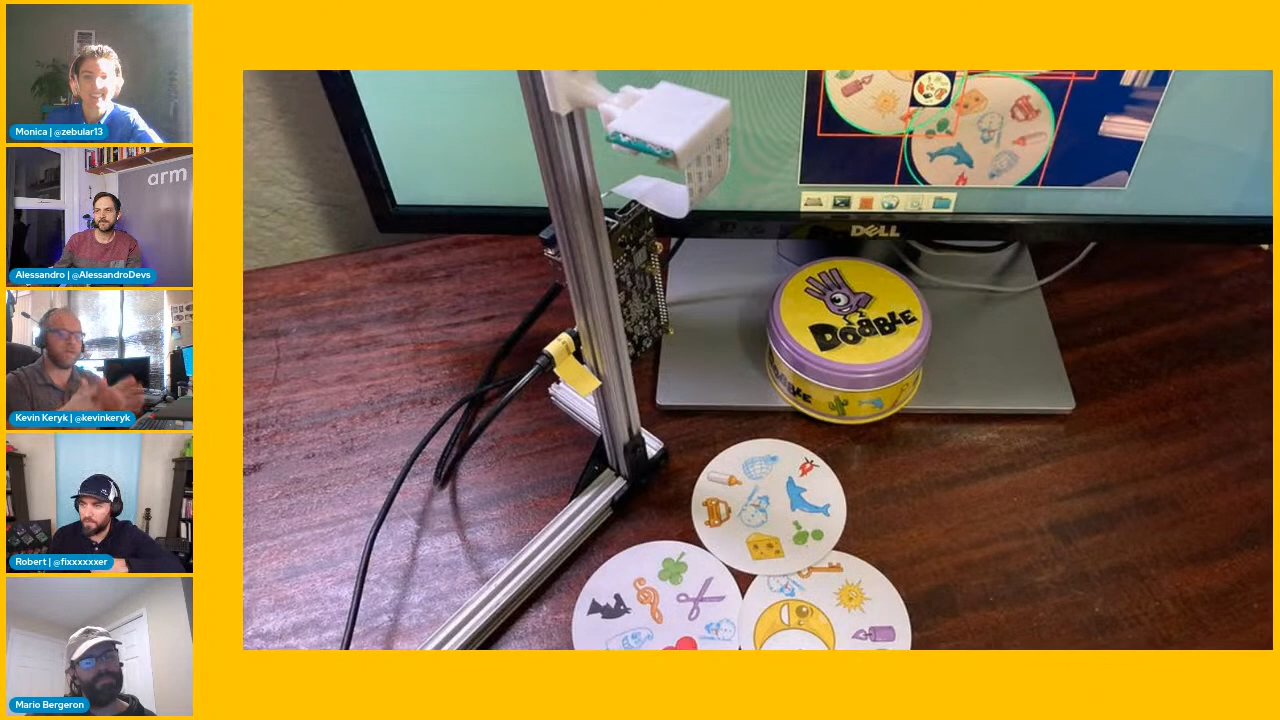 Monica | @zebular13
arm
Alessandro | @AlessandroDevs
Kevin Keryk | @kevinkeryk
Robert | @fixxxxxxer
Mario Bergeron
DELL
DOBBLE